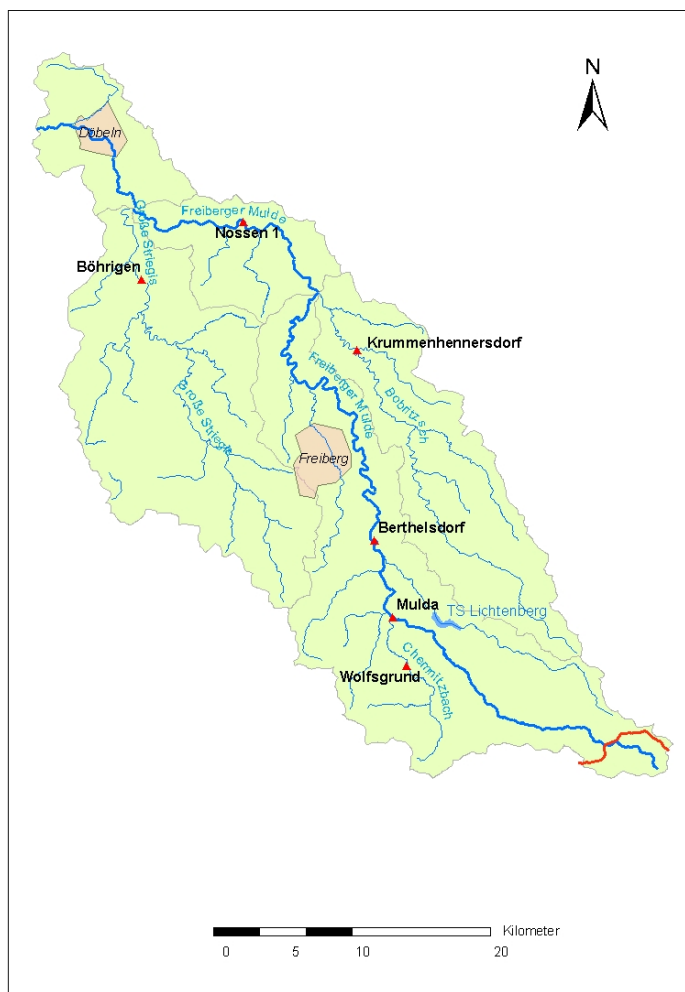 N
Döbeln
Freiberger Mulde
Große Striegis
Nossen 1
Böhrigen
Krummenhennersdorf
Freiberger Mulde
Bobritzsch
Große Striegis
Freiberg
Berthelsdorf
Mulda
TS Lichtenberg
Chemnitzbach
Wolfsgrund
Kilometer
0 5 10 20